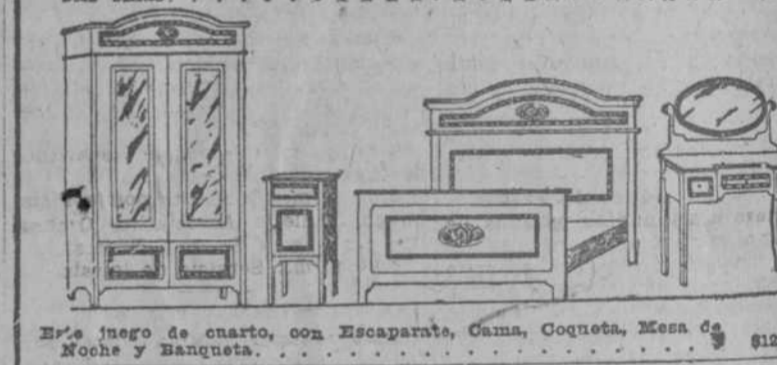 Este juego de cuarto, con Escaparate, Cama, Coqueta, Mesa de
Noche y Banqueta. . . . . . . . . . . . . . . . . . $12